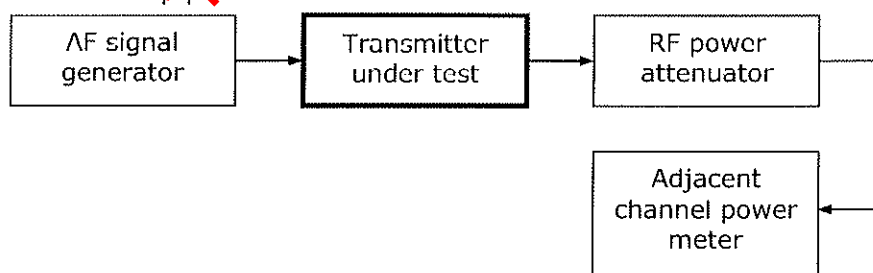 AF signal
generator
Transmitter
under test
RF power
attenuator
Adjacent
channel power
meter